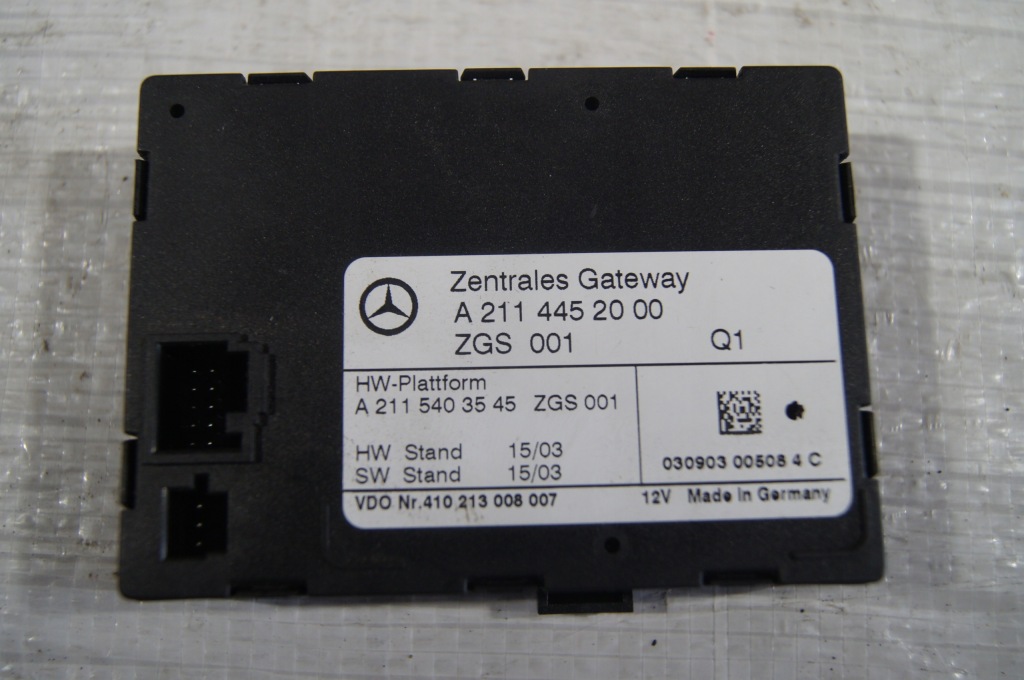 Zentrales Gateway
A 211 445 20 00
ZGS 001 Q1
HW-Plattform
A 211 540 35 45 ZGS 001
HW Stand 15/03
SW Stand 15/03
030903 00508 4 C
VDO Nr.410 213 008 007 12V Made In Germany